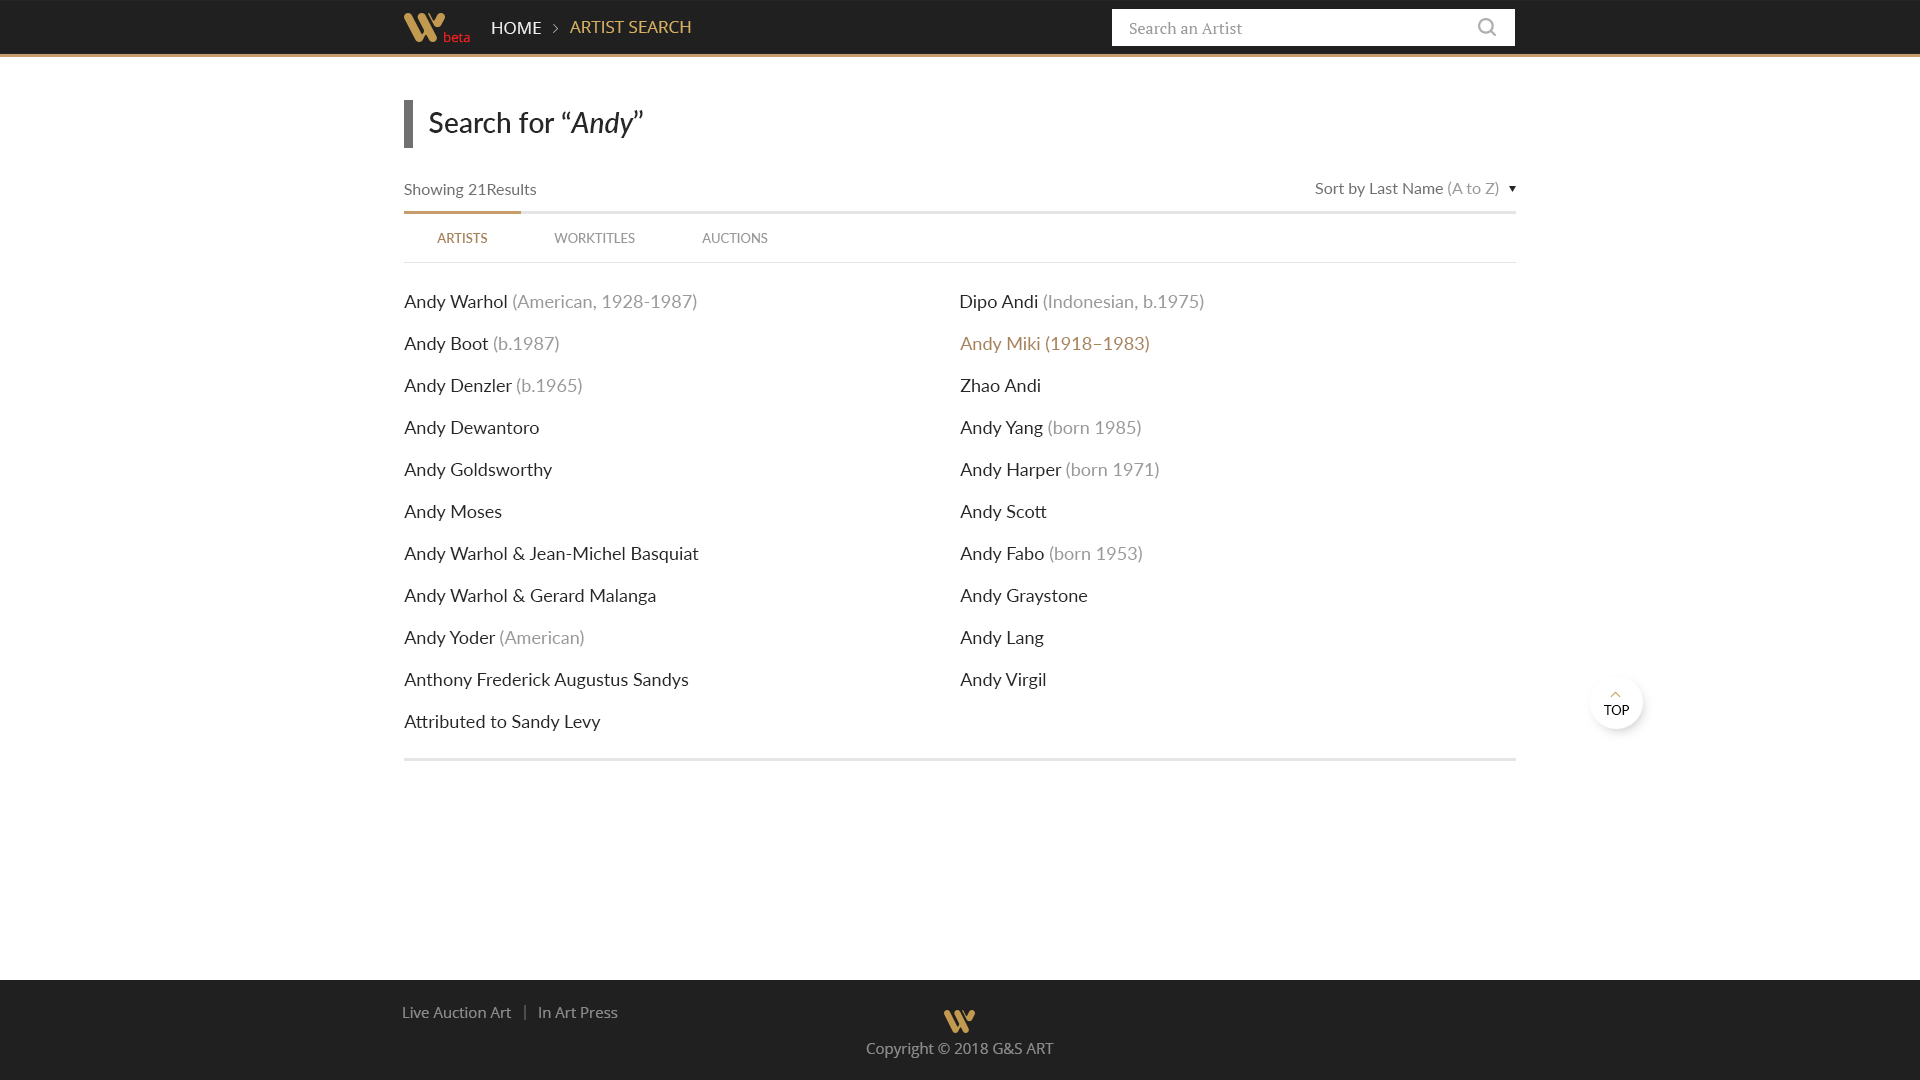 beta HOME > ARTIST SEARCH
Search an Artist
Search for “Andy”
Showing 21Results
Sort by Last Name (A to Z) ▾
ARTISTS WORKTITLES AUCTIONS
Andy Warhol (American, 1928-1987)
Andy Boot (b.1987)
Andy Denzler (b.1965)
Andy Dewantoro
Andy Goldsworthy
Andy Moses
Andy Warhol & Jean-Michel Basquiat
Andy Warhol & Gerard Malanga
Andy Yoder (American)
Anthony Frederick Augustus Sandys
Attributed to Sandy Levy
Dipo Andi (Indonesian, b.1975)
Andy Miki (1918–1983)
Zhao Andi
Andy Yang (born 1985)
Andy Harper (born 1971)
Andy Scott
Andy Fabo (born 1953)
Andy Graystone
Andy Lang
Andy Virgil
TOP
Live Auction Art | In Art Press
Copyright © 2018 G&S ART